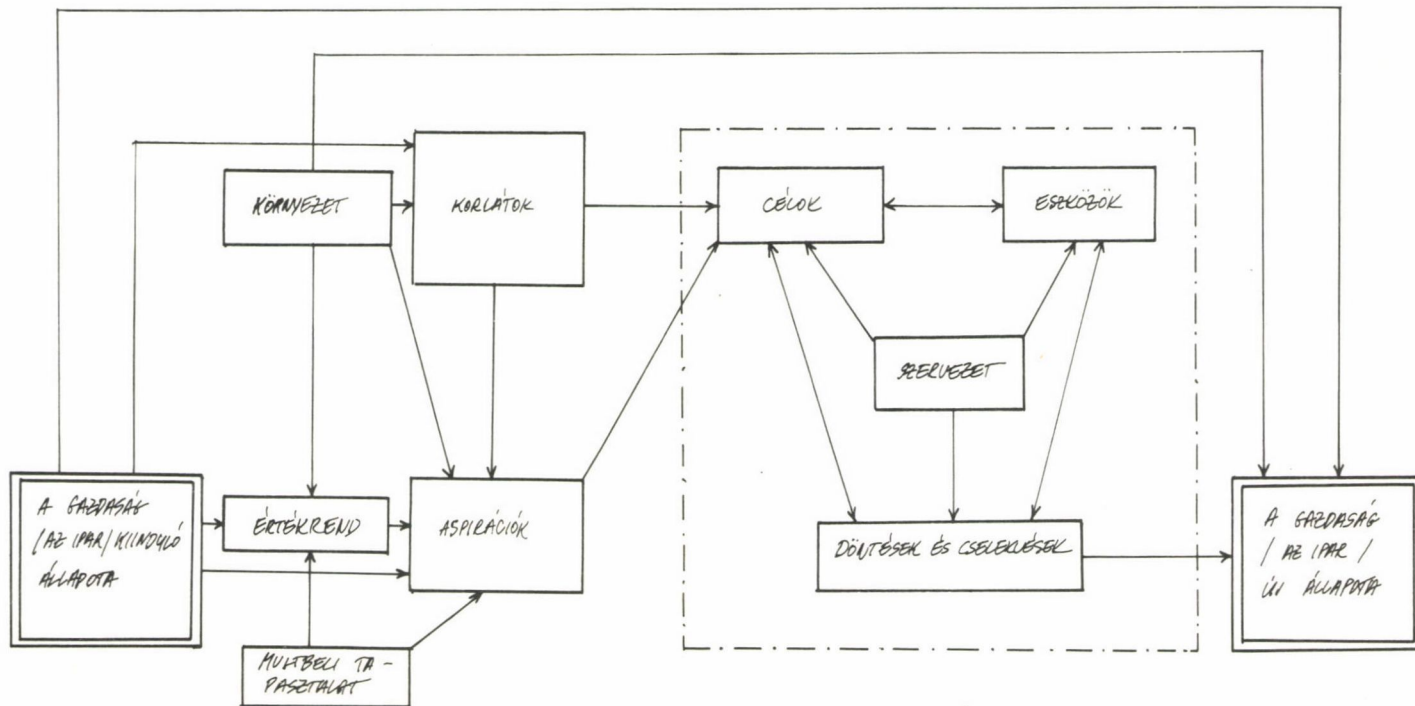 KÖRNYEZET
KORLÁTOK
CÉLOK
ESZKÖZÖK
SZERVEZET
A GAZDASÁG
/AZ IPAR/ KIINDULÓ
ÁLLAPOTA
ÉRTÉKREND
ASPIRÁCIÓK
DÖNTÉSEK ÉS CSELEKVÉSEK
A GAZDASÁG
/ AZ IPAR /
ÚJ ÁLLAPOTA
MULTBELI TA-
PASZTALAT